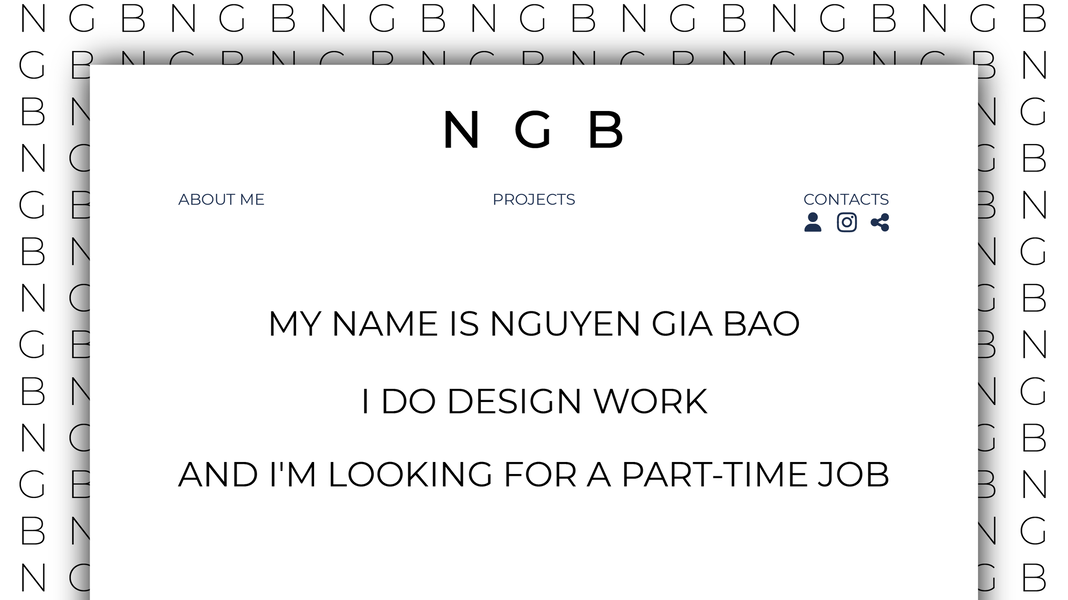 N G B N G B N G B N G B N G B N G B N G B
G B N G B N G B N G B N G B N G B N G B N
B N N G
N G B
N G G B
G B B N
ABOUT ME PROJECTS CONTACTS
B N N G
N G G B
MY NAME IS NGUYEN GIA BAO
G B B N
B N N G
I DO DESIGN WORK
N G G B
AND I'M LOOKING FOR A PART-TIME JOB
G B B N
B N N G
N G G B